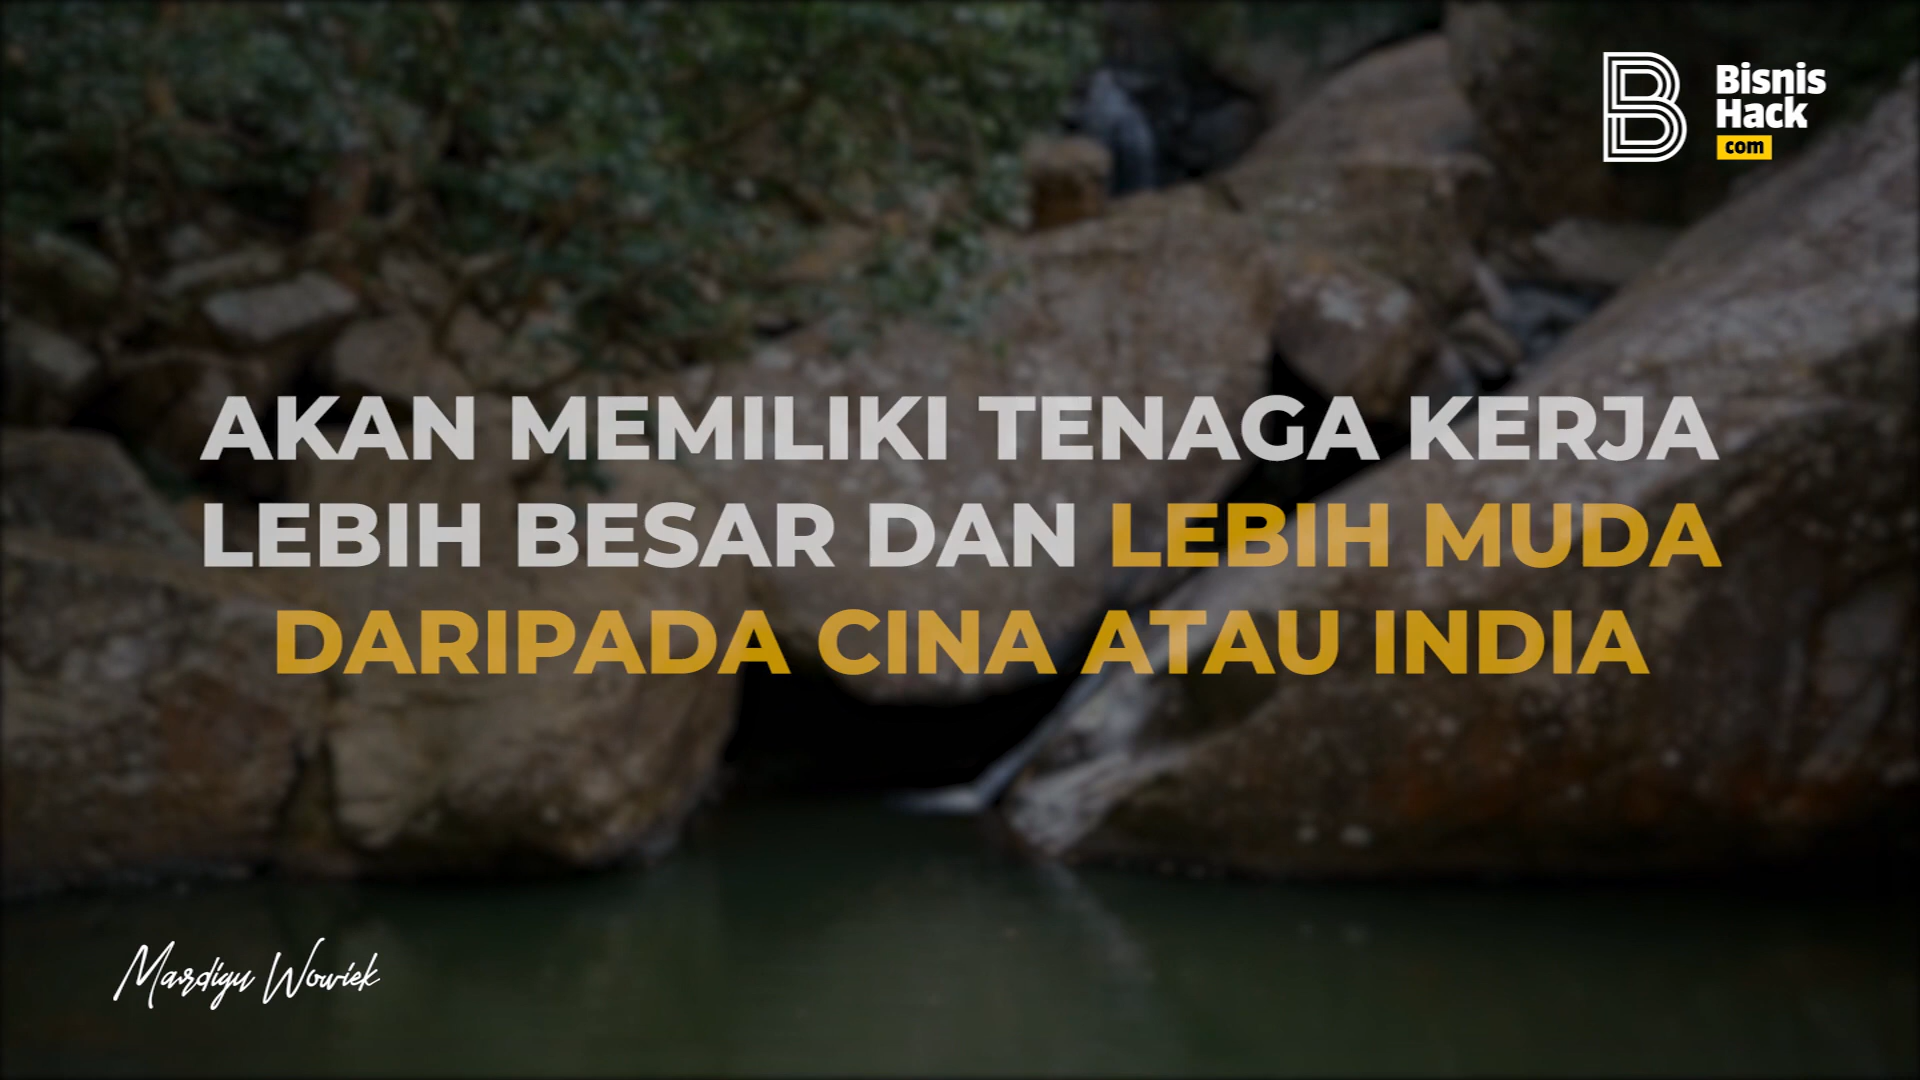 Bisnis
Hack
com
AKAN MEMILIKI TENAGA KERJA
LEBIH BESAR DAN LEBIH MUDA
DARIPADA CINA ATAU INDIA
Mardigu Wowiek